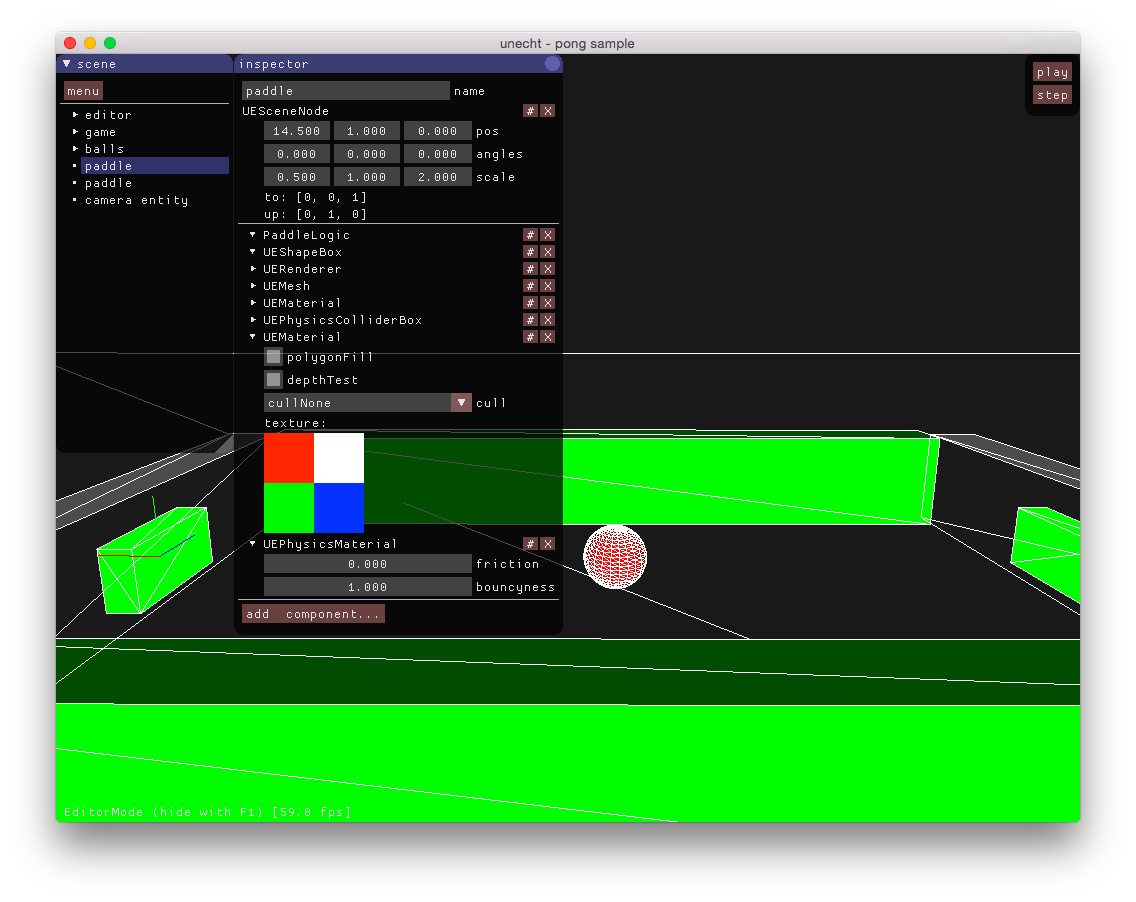 unecht - pong sample
scene
menu
editor
game
balls
paddle
paddle
camera entity
inspector
paddle name
UESceneNode # X
14.500 1.000 0.000 pos
0.000 0.000 0.000 angles
0.500 1.000 2.000 scale
to: [0, 0, 1]
up: [0, 1, 0]
PaddleLogic # X
UEShapeBox # X
UERenderer # X
UEMesh # X
UEMaterial # X
UEPhysicsColliderBox # X
UEMaterial # X
polygonFill
depthTest
cullNone cull
texture:
UEPhysicsMaterial # X
0.000 friction
1.000 bouncyness
add component...
play
step
EditorMode (hide with F1) [59.8 fps]